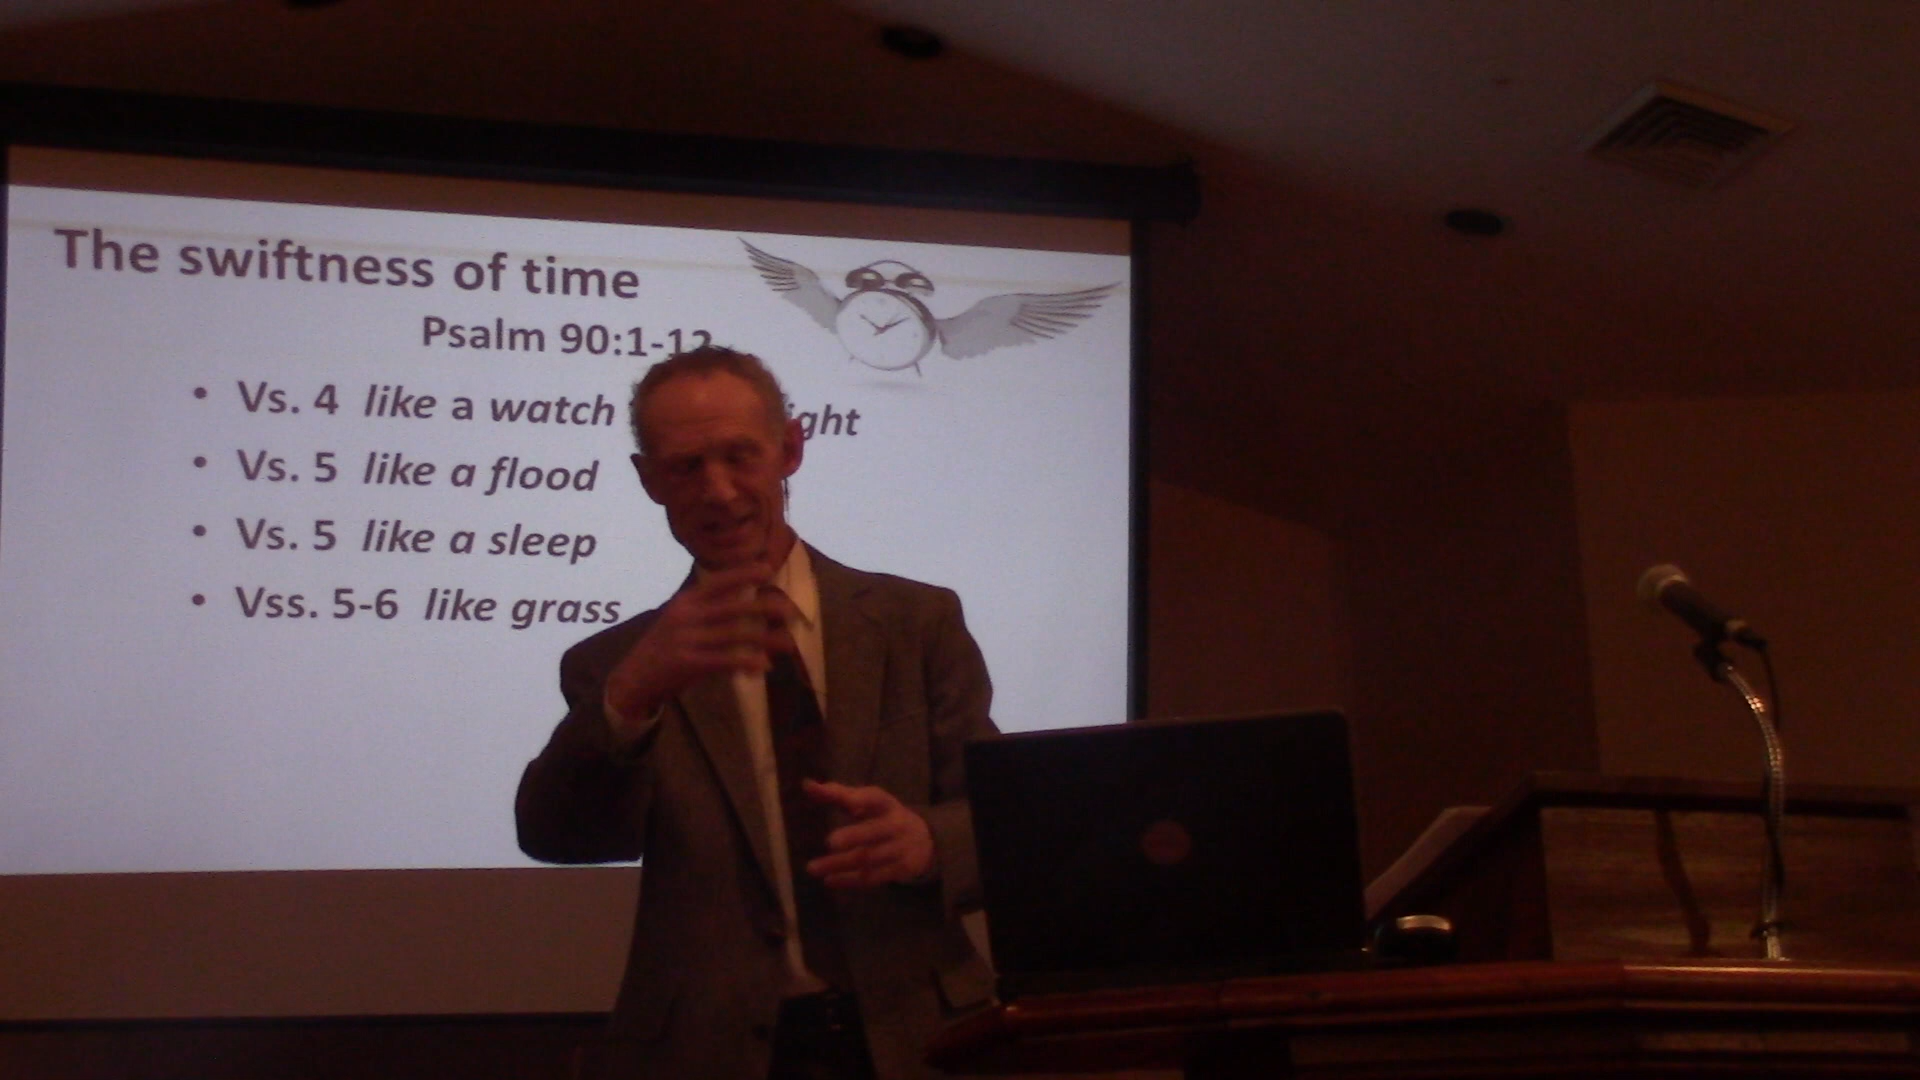 The swiftness of time
Psalm 90:1-12
• Vs. 4 like a watch ight
• Vs. 5 like a flood
• Vs. 5 like a sleep
• Vss. 5-6 like grass